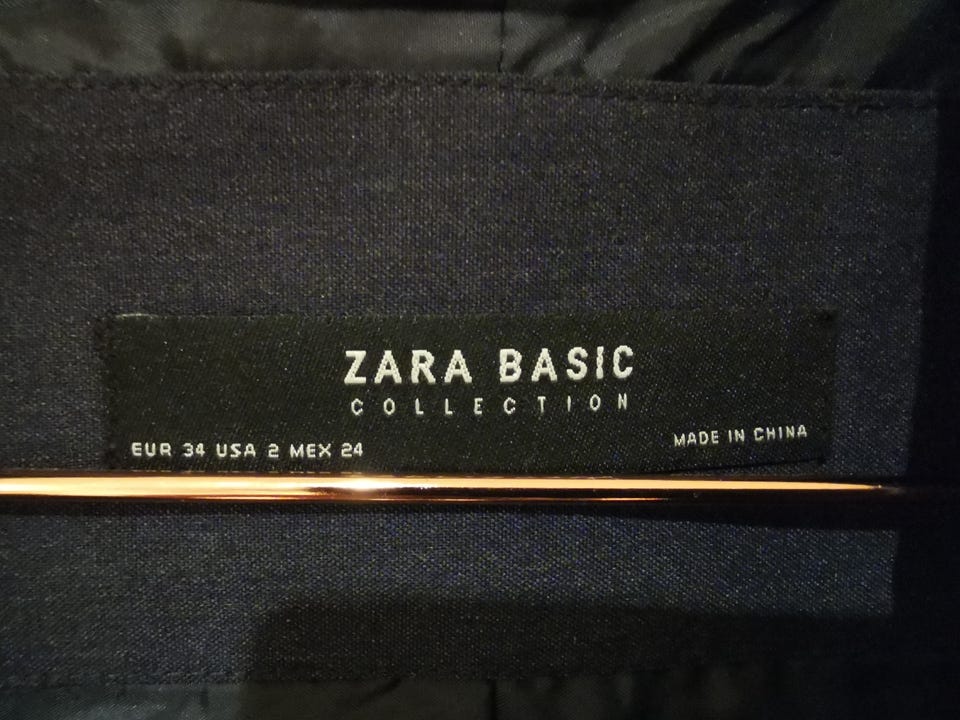 ZARA BASIC
COLLECTION
EUR 34 USA 2 MEX 24
MADE IN CHINA